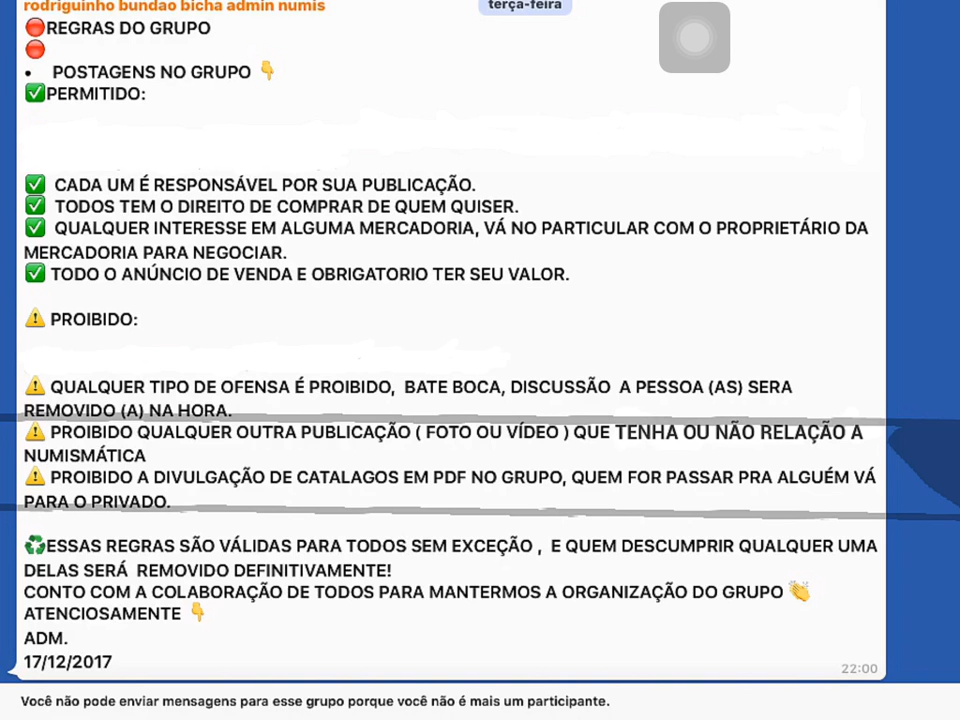 rodriguinho bundao bicha admin numis
terça-feira
🔴REGRAS DO GRUPO
🔴
• POSTAGENS NO GRUPO 👇
✅PERMITIDO:
✅ CADA UM É RESPONSÁVEL POR SUA PUBLICAÇÃO.
✅ TODOS TEM O DIREITO DE COMPRAR DE QUEM QUISER.
✅ QUALQUER INTERESSE EM ALGUMA MERCADORIA, VÁ NO PARTICULAR COM O PROPRIETÁRIO DA
MERCADORIA PARA NEGOCIAR.
✅ TODO O ANÚNCIO DE VENDA E OBRIGATORIO TER SEU VALOR.
⚠️ PROIBIDO:
⚠️ QUALQUER TIPO DE OFENSA É PROIBIDO, BATE BOCA, DISCUSSÃO A PESSOA (AS) SERA
REMOVIDO (A) NA HORA.
⚠️ PROIBIDO QUALQUER OUTRA PUBLICAÇÃO ( FOTO OU VÍDEO ) QUE TENHA OU NÃO RELAÇÃO A
NUMISMÁTICA
⚠️ PROIBIDO A DIVULGAÇÃO DE CATALAGOS EM PDF NO GRUPO, QUEM FOR PASSAR PRA ALGUÉM VÁ
PARA O PRIVADO.
♻️ESSAS REGRAS SÃO VÁLIDAS PARA TODOS SEM EXCEÇÃO , E QUEM DESCUMPRIR QUALQUER UMA
DELAS SERÁ REMOVIDO DEFINITIVAMENTE!
CONTO COM A COLABORAÇÃO DE TODOS PARA MANTERMOS A ORGANIZAÇÃO DO GRUPO 👏
ATENCIOSAMENTE 👇
ADM.
17/12/2017
22:00
Você não pode enviar mensagens para esse grupo porque você não é mais um participante.